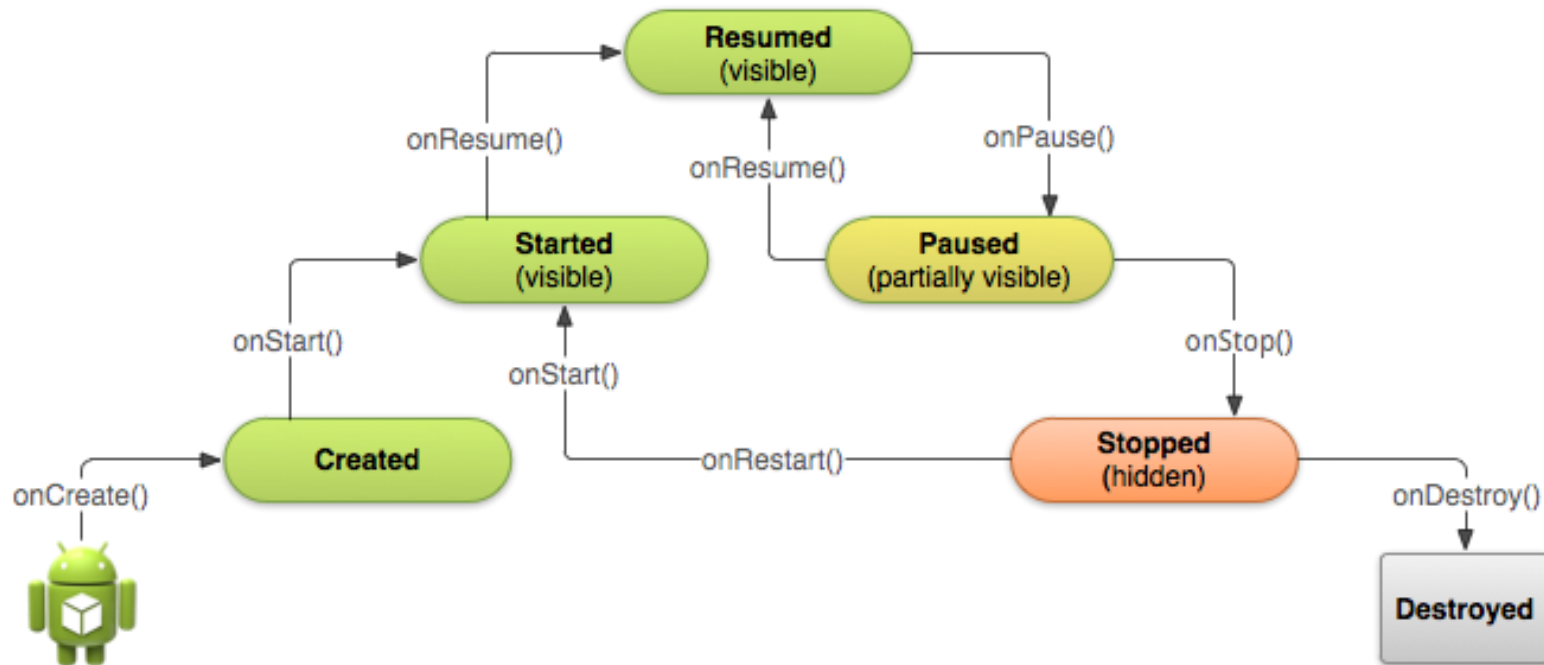 Resumed
(visible)
onResume()
onResume()
onPause()
Started
(visible)
Paused
(partially visible)
onStart()
onStart()
onStop()
Created
onRestart()
Stopped
(hidden)
onCreate()
onDestroy()
Destroyed